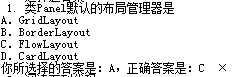 1. 类Panel默认的布局管理器是
A. GridLayout
B. BorderLayout
C. FlowLayout
D. CardLayout
你所选择的答案是：A，正确答案是：C ×